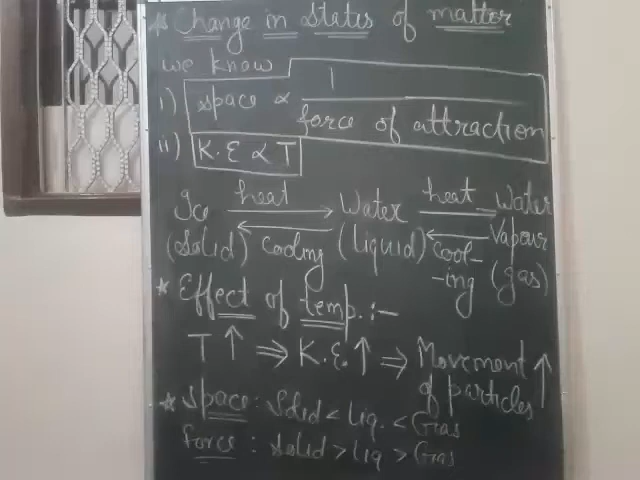 * Change in States of matter
we know
i) space ∝ 1 / force of attraction
ii) K.E ∝ T
Ice heat → Water heat → Water
(Solid) ← cooling (liquid) ← cool- Vapour
-ing (gas)
* Effect of temp. :-
T ↑ ⇒ K.E. ↑ ⇒ Movement of particles ↑
* Space : Solid < Liq. < Gas
force : Solid > Liq > Gas